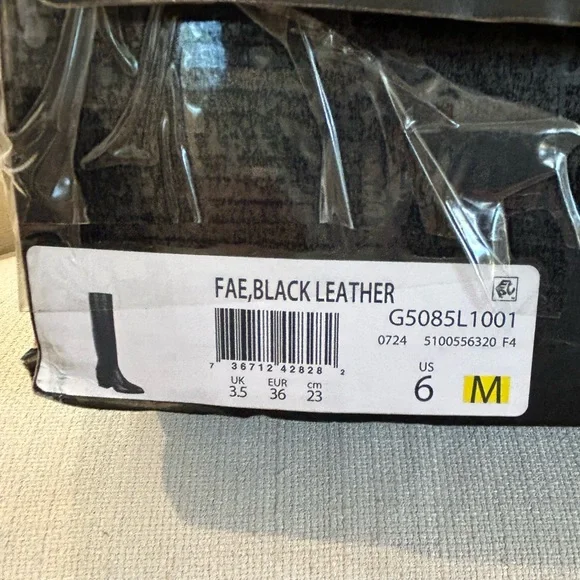 FAE,BLACK LEATHER
G5085L1001
0724 5100556320 F4
7 36712 42828 2
UK EUR cm
3.5 36 23
US
6 M